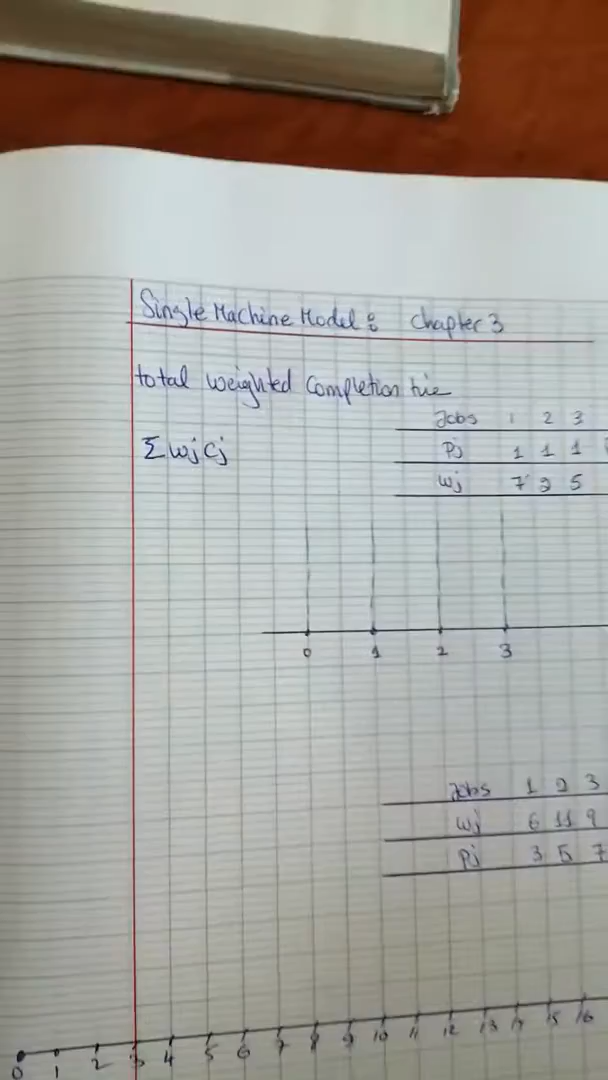 Single Machine Model : Chapter 3
total weighted completion tie
Jobs 1 2 3
Pj 1 1 1
Σ wj Cj
wj 7 2 5
0 1 2 3
Jobs 1 2 3
wj 6 11 9
Pj 3 5 7
0 1 2 3 4 5 6 7 8 9 10 11 12 13 14 15 16